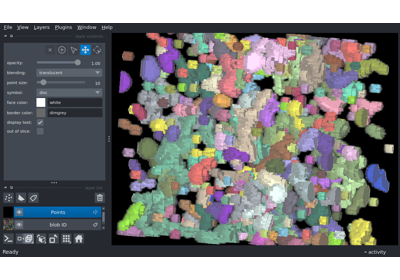 File View Layers Plugins Window Help
opacity: 1.00
blending: translucent
point size: 10
symbol: disc
face color: white
border color: dimgrey
display text:
out of slice:
Points
blob ID
Ready
activity